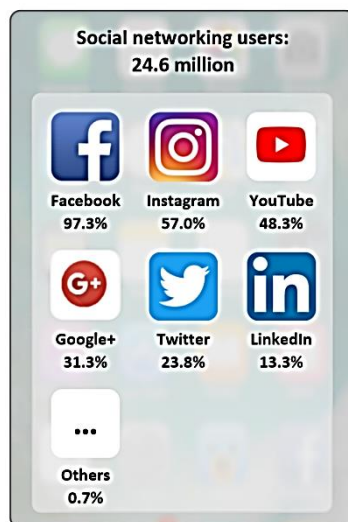 Social networking users:
24.6 million
f
Facebook
97.3%
Instagram
57.0%
YouTube
48.3%
G+
Google+
31.3%
Twitter
23.8%
in
LinkedIn
13.3%
...
Others
0.7%